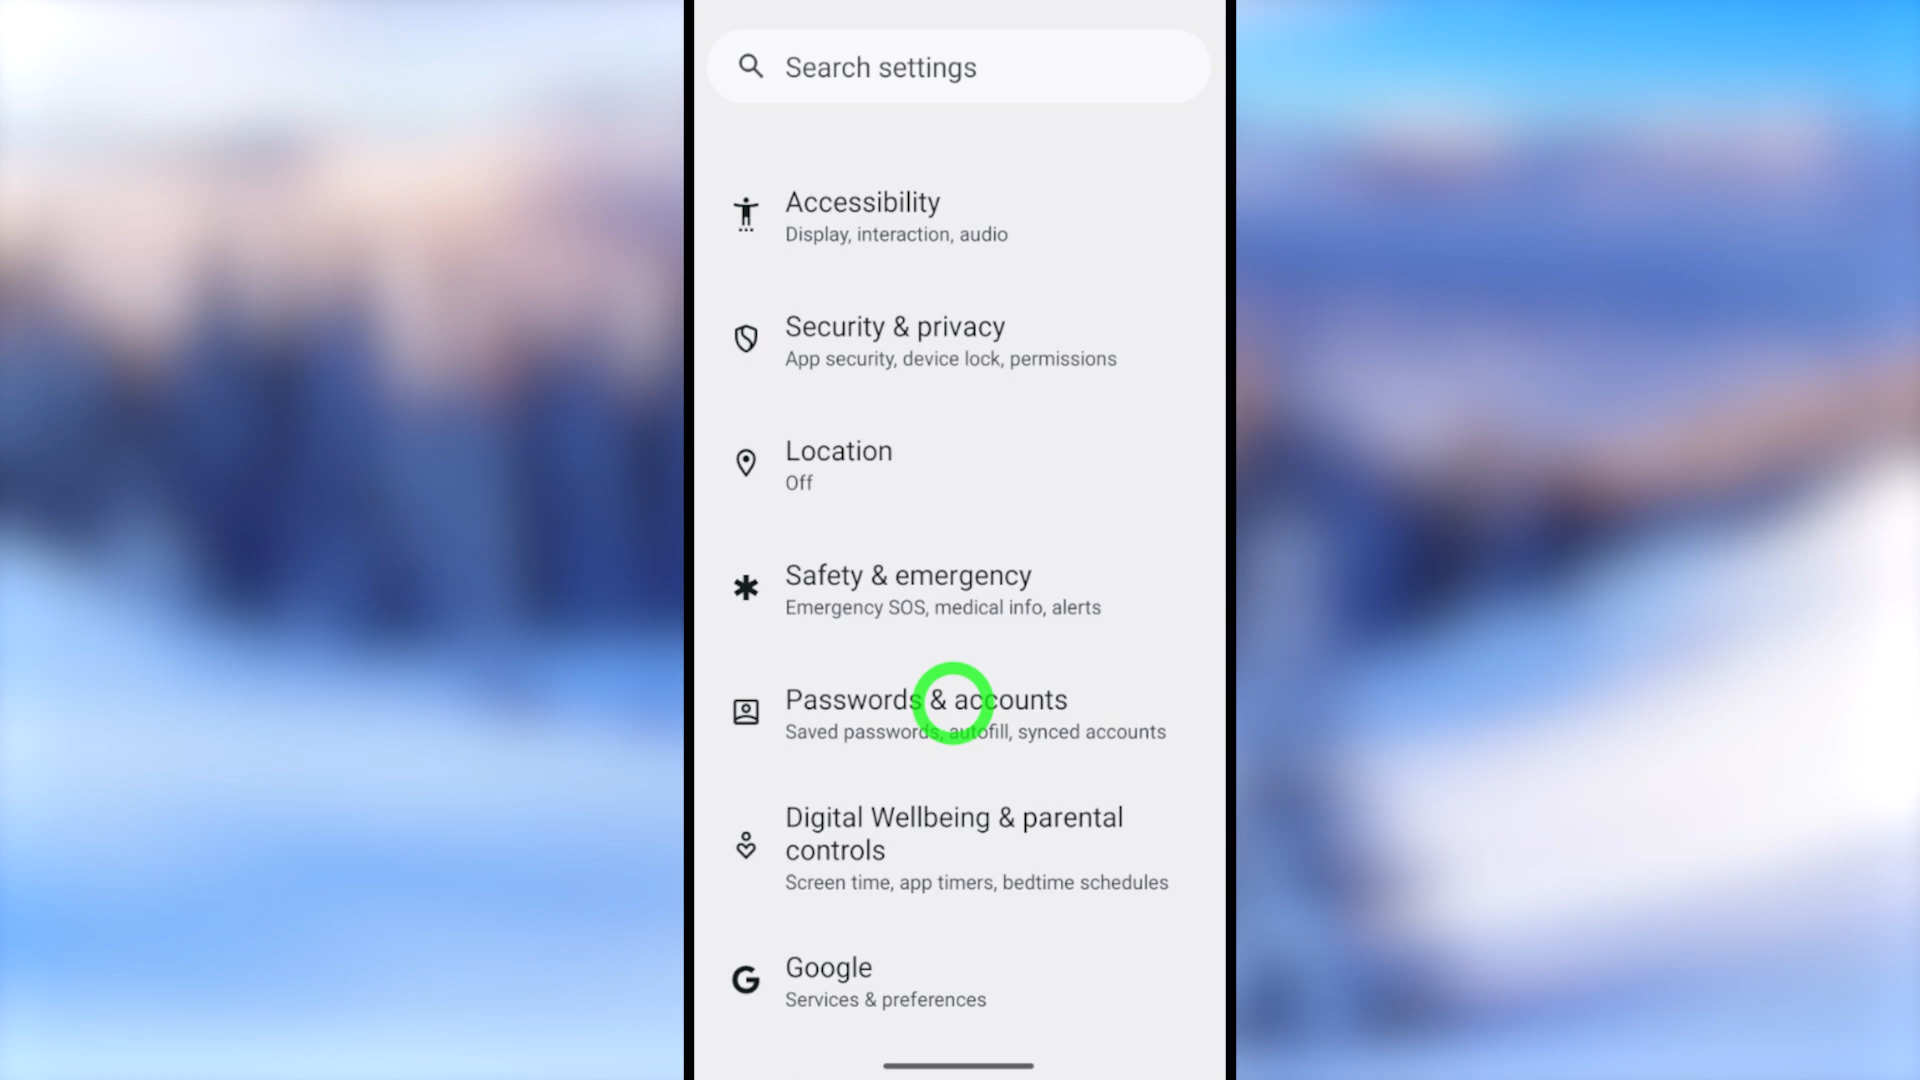 Search settings
Accessibility
Display, interaction, audio
Security & privacy
App security, device lock, permissions
Location
Off
Safety & emergency
Emergency SOS, medical info, alerts
Passwords & accounts
Saved passwords, autofill, synced accounts
Digital Wellbeing & parental
controls
Screen time, app timers, bedtime schedules
Google
Services & preferences